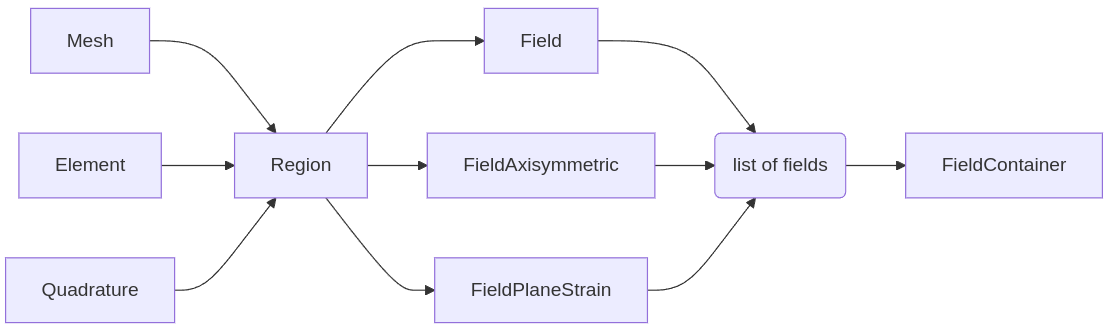 Mesh
Field
Element
Region
FieldAxisymmetric
list of fields
FieldContainer
Quadrature
FieldPlaneStrain